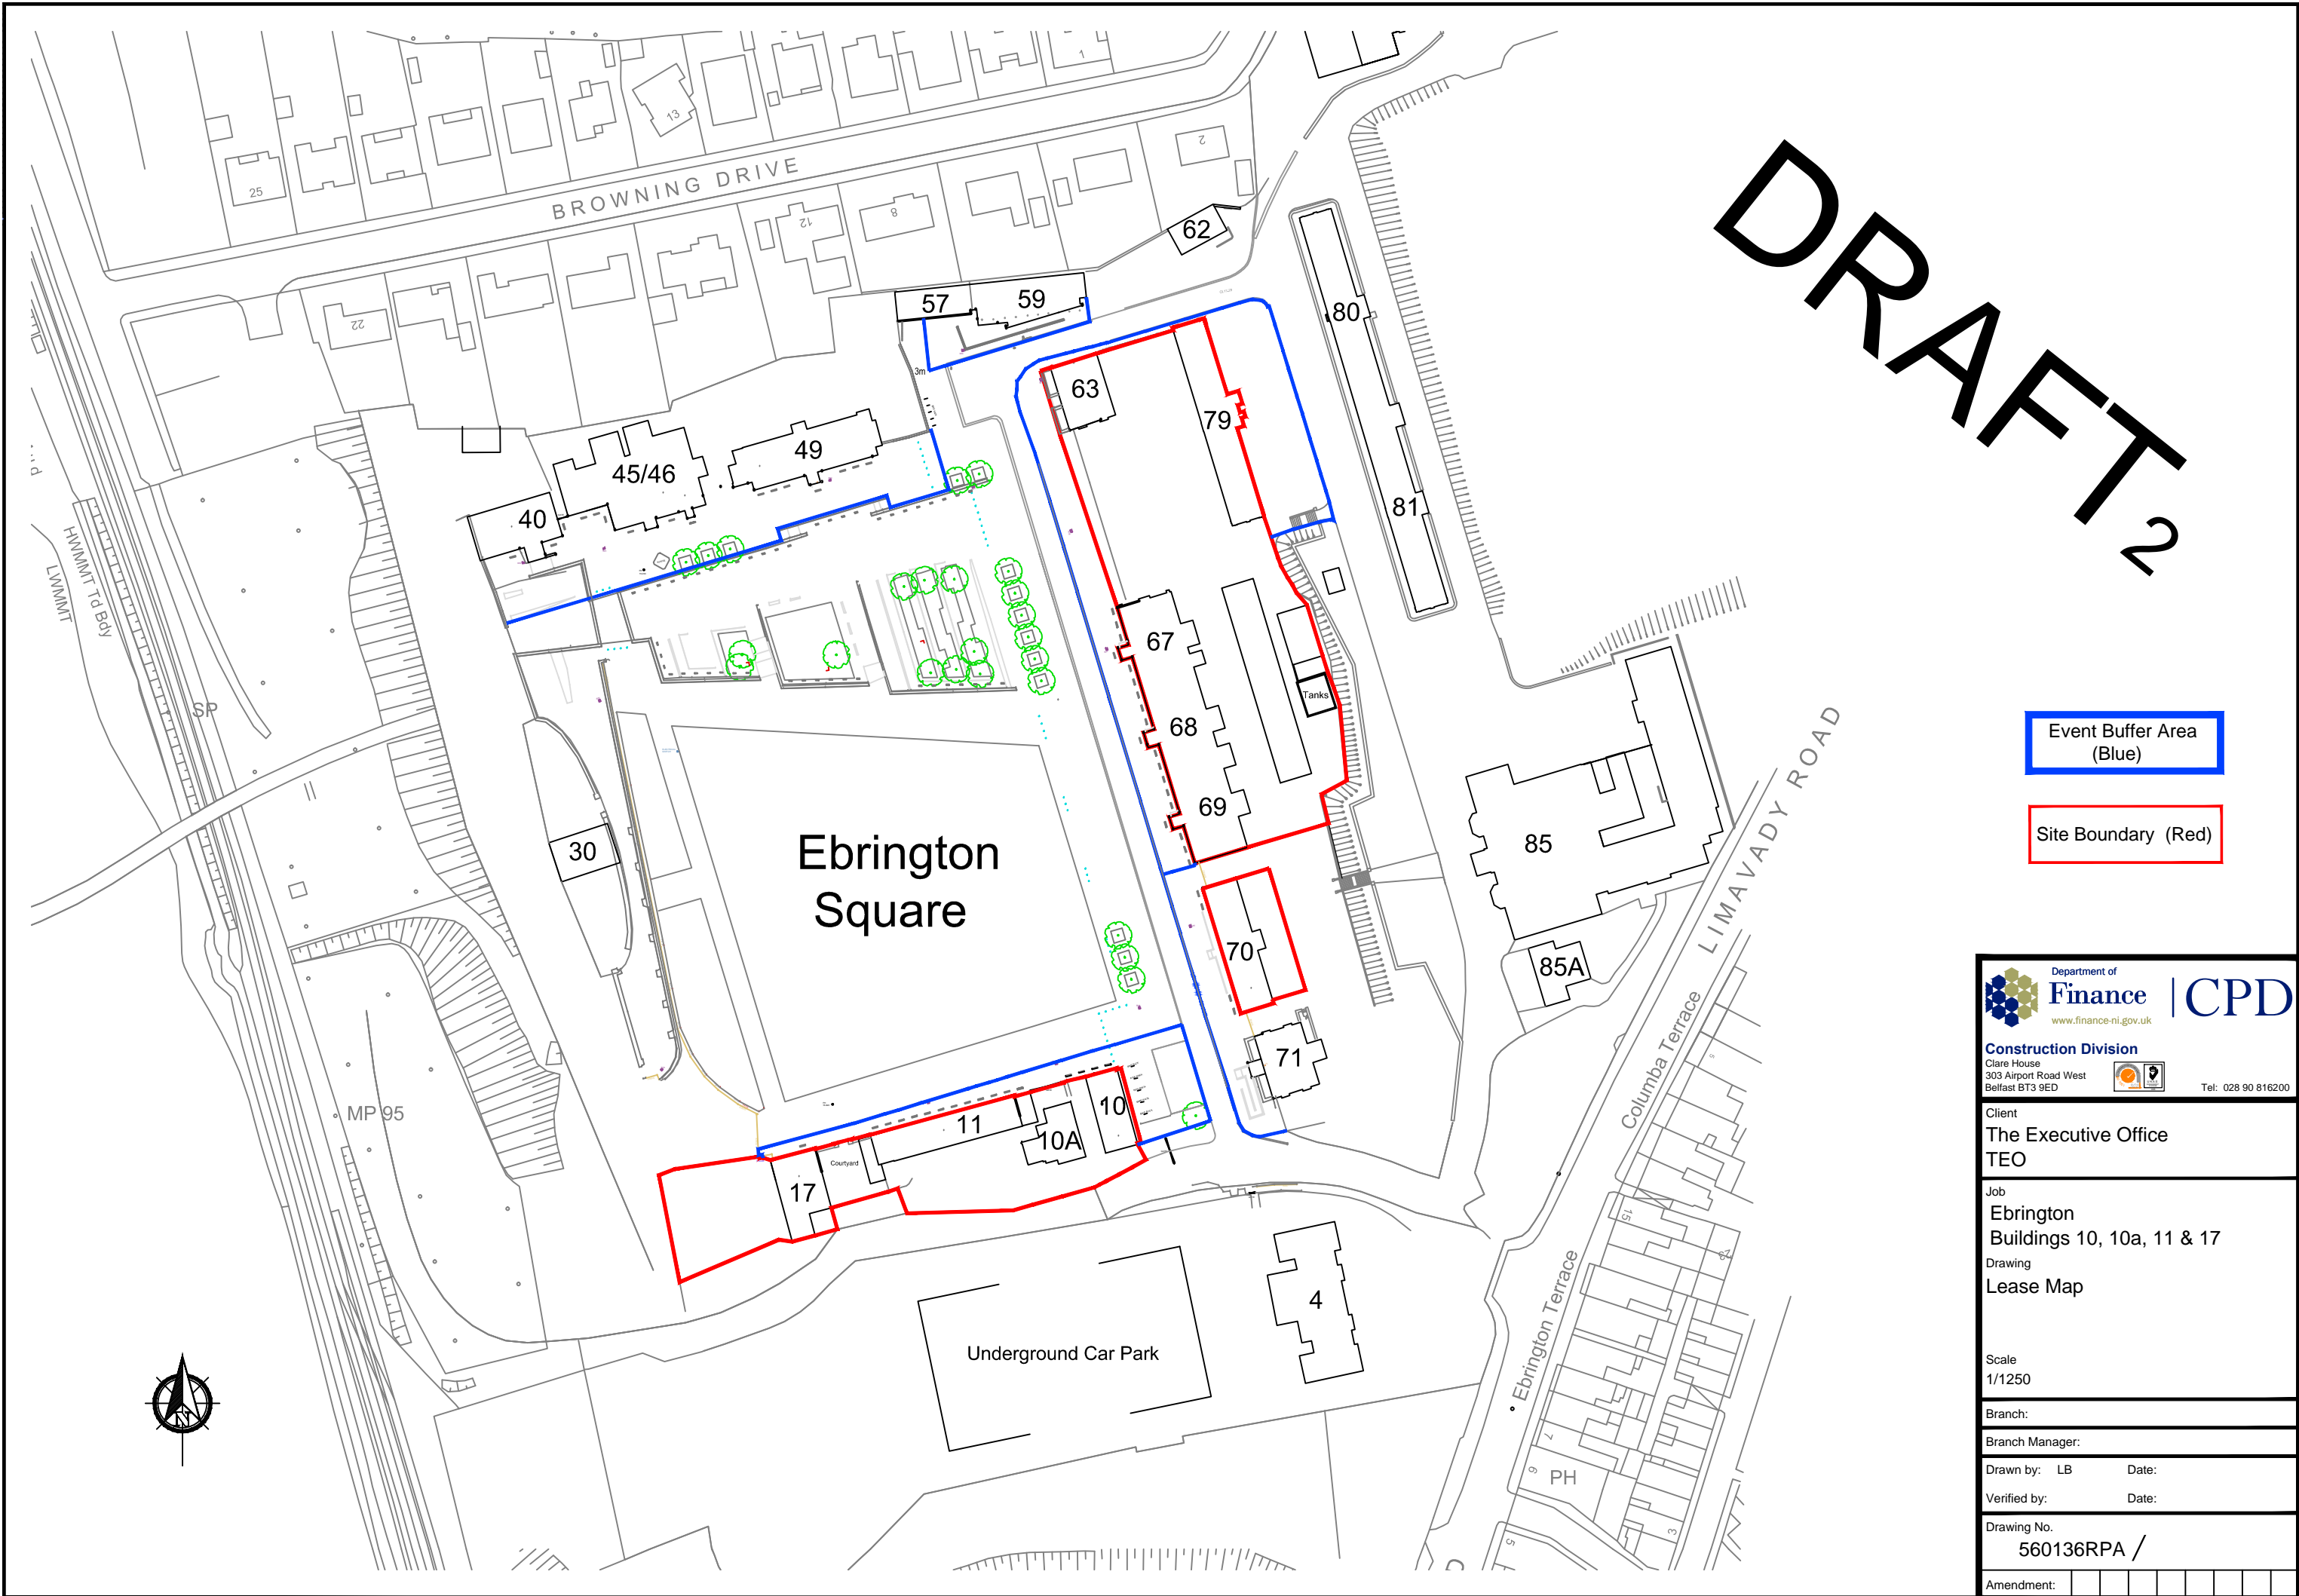 1
13
25
BROWNING DRIVE
2
12
8
22
62
57
59
3m
63
79
80
81
45/46
49
40
HWMMT Td Bdy
LWMMT
SP
67
68
69
Tanks
30
Ebrington
Square
70
71
85
85A
LIMAVADY ROAD
Columba Terrace
MP 95
11
10
10A
Courtyard
17
4
Underground Car Park
Ebrington Terrace
15
7
6
PH
3
5
N
DRAFT 2
Event Buffer Area
(Blue)
Site Boundary (Red)
Department of
Finance | CPD
www.finance-ni.gov.uk
Construction Division
Clare House
303 Airport Road West
Belfast BT3 9ED
Tel: 028 90 816200
Client
The Executive Office
TEO
Job
Ebrington
Buildings 10, 10a, 11 & 17
Drawing
Lease Map
Scale
1/1250
Branch:
Branch Manager:
Drawn by: LB Date:
Verified by: Date:
Drawing No.
560136RPA /
Amendment: